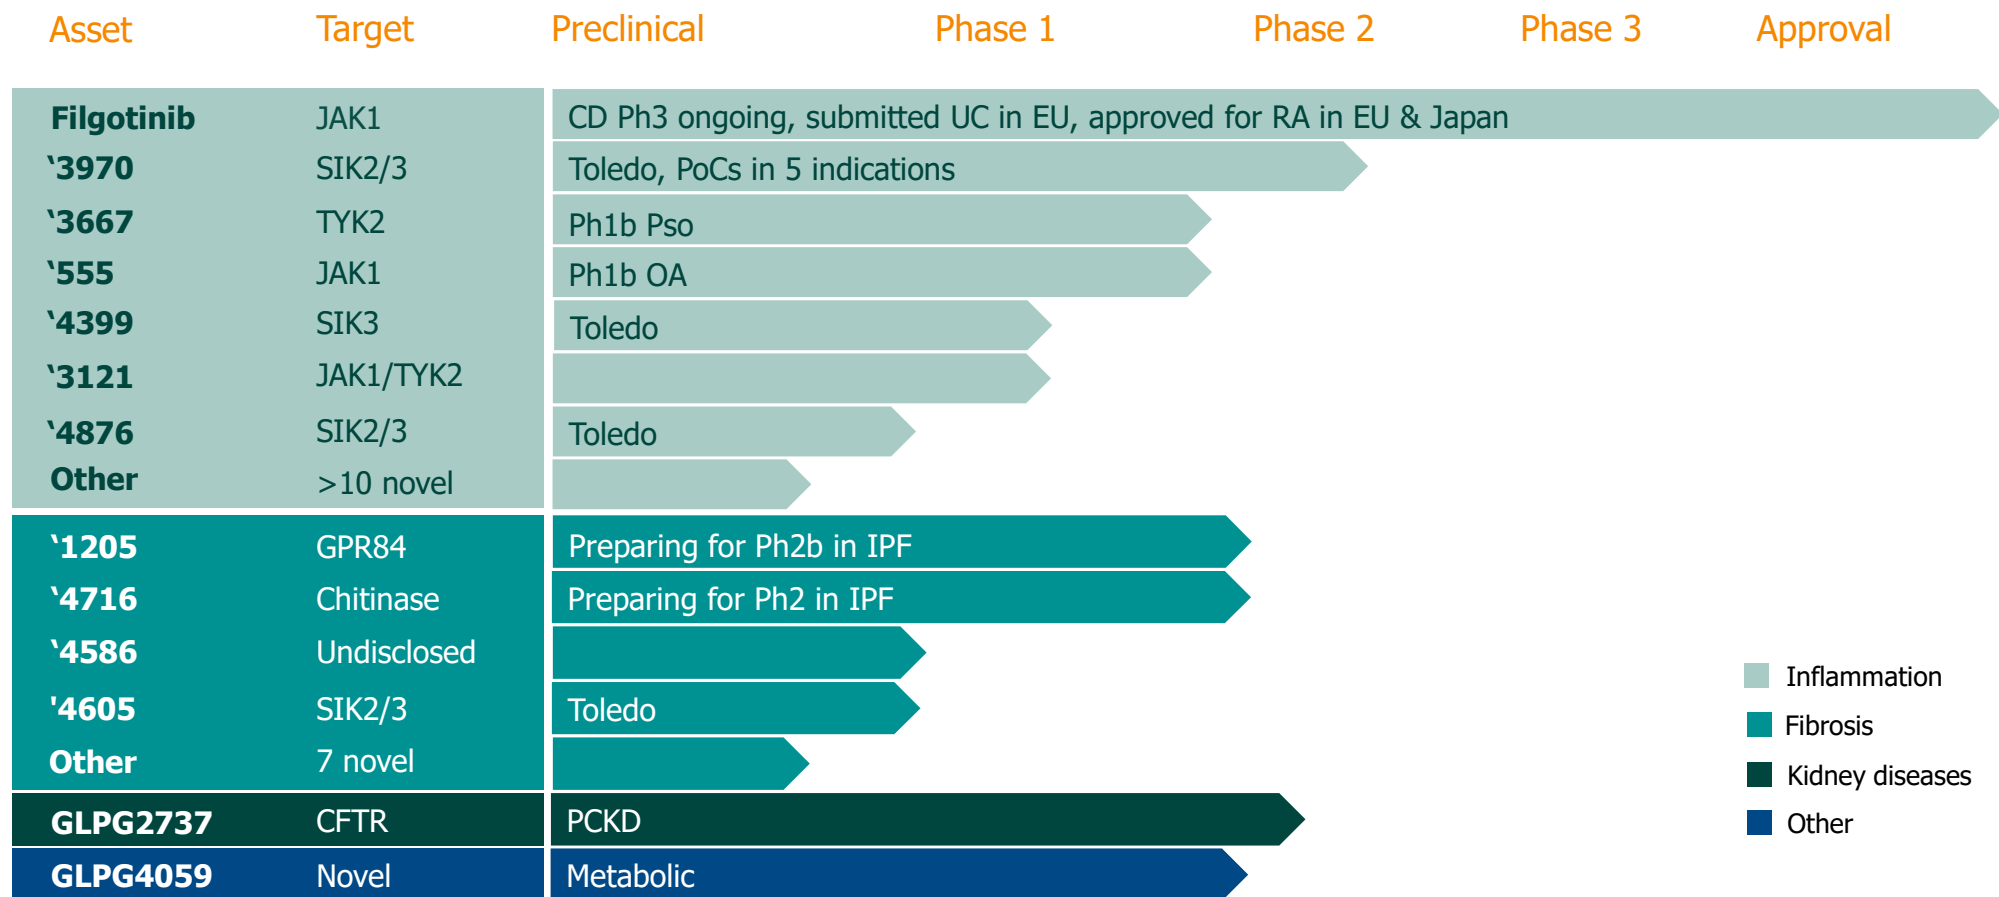 Asset Target Preclinical Phase 1 Phase 2 Phase 3 Approval
Filgotinib JAK1 CD Ph3 ongoing, submitted UC in EU, approved for RA in EU & Japan
‘3970 SIK2/3 Toledo, PoCs in 5 indications
‘3667 TYK2 Ph1b Pso
‘555 JAK1 Ph1b OA
‘4399 SIK3 Toledo
‘3121 JAK1/TYK2
‘4876 SIK2/3 Toledo
Other >10 novel
‘1205 GPR84 Preparing for Ph2b in IPF
‘4716 Chitinase Preparing for Ph2 in IPF
‘4586 Undisclosed
'4605 SIK2/3 Toledo
Other 7 novel
GLPG2737 CFTR PCKD
GLPG4059 Novel Metabolic
Inflammation
Fibrosis
Kidney diseases
Other